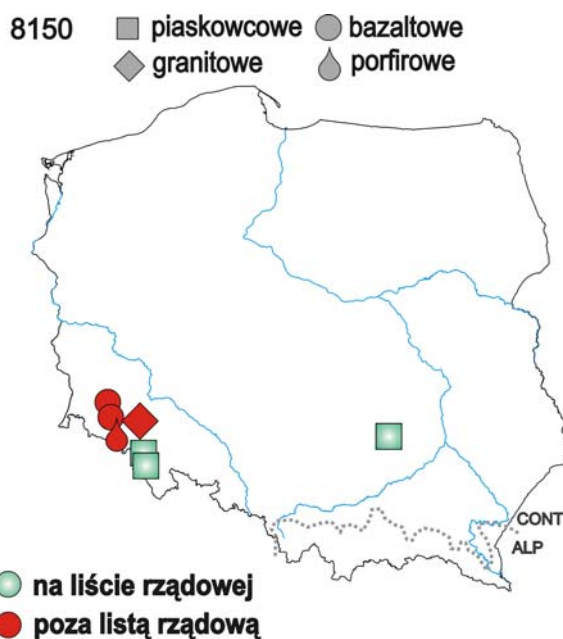 8150
piaskowcowe bazaltowe
granitowe porfirowe
CONT
ALP
na liście rządowej
poza listą rządową